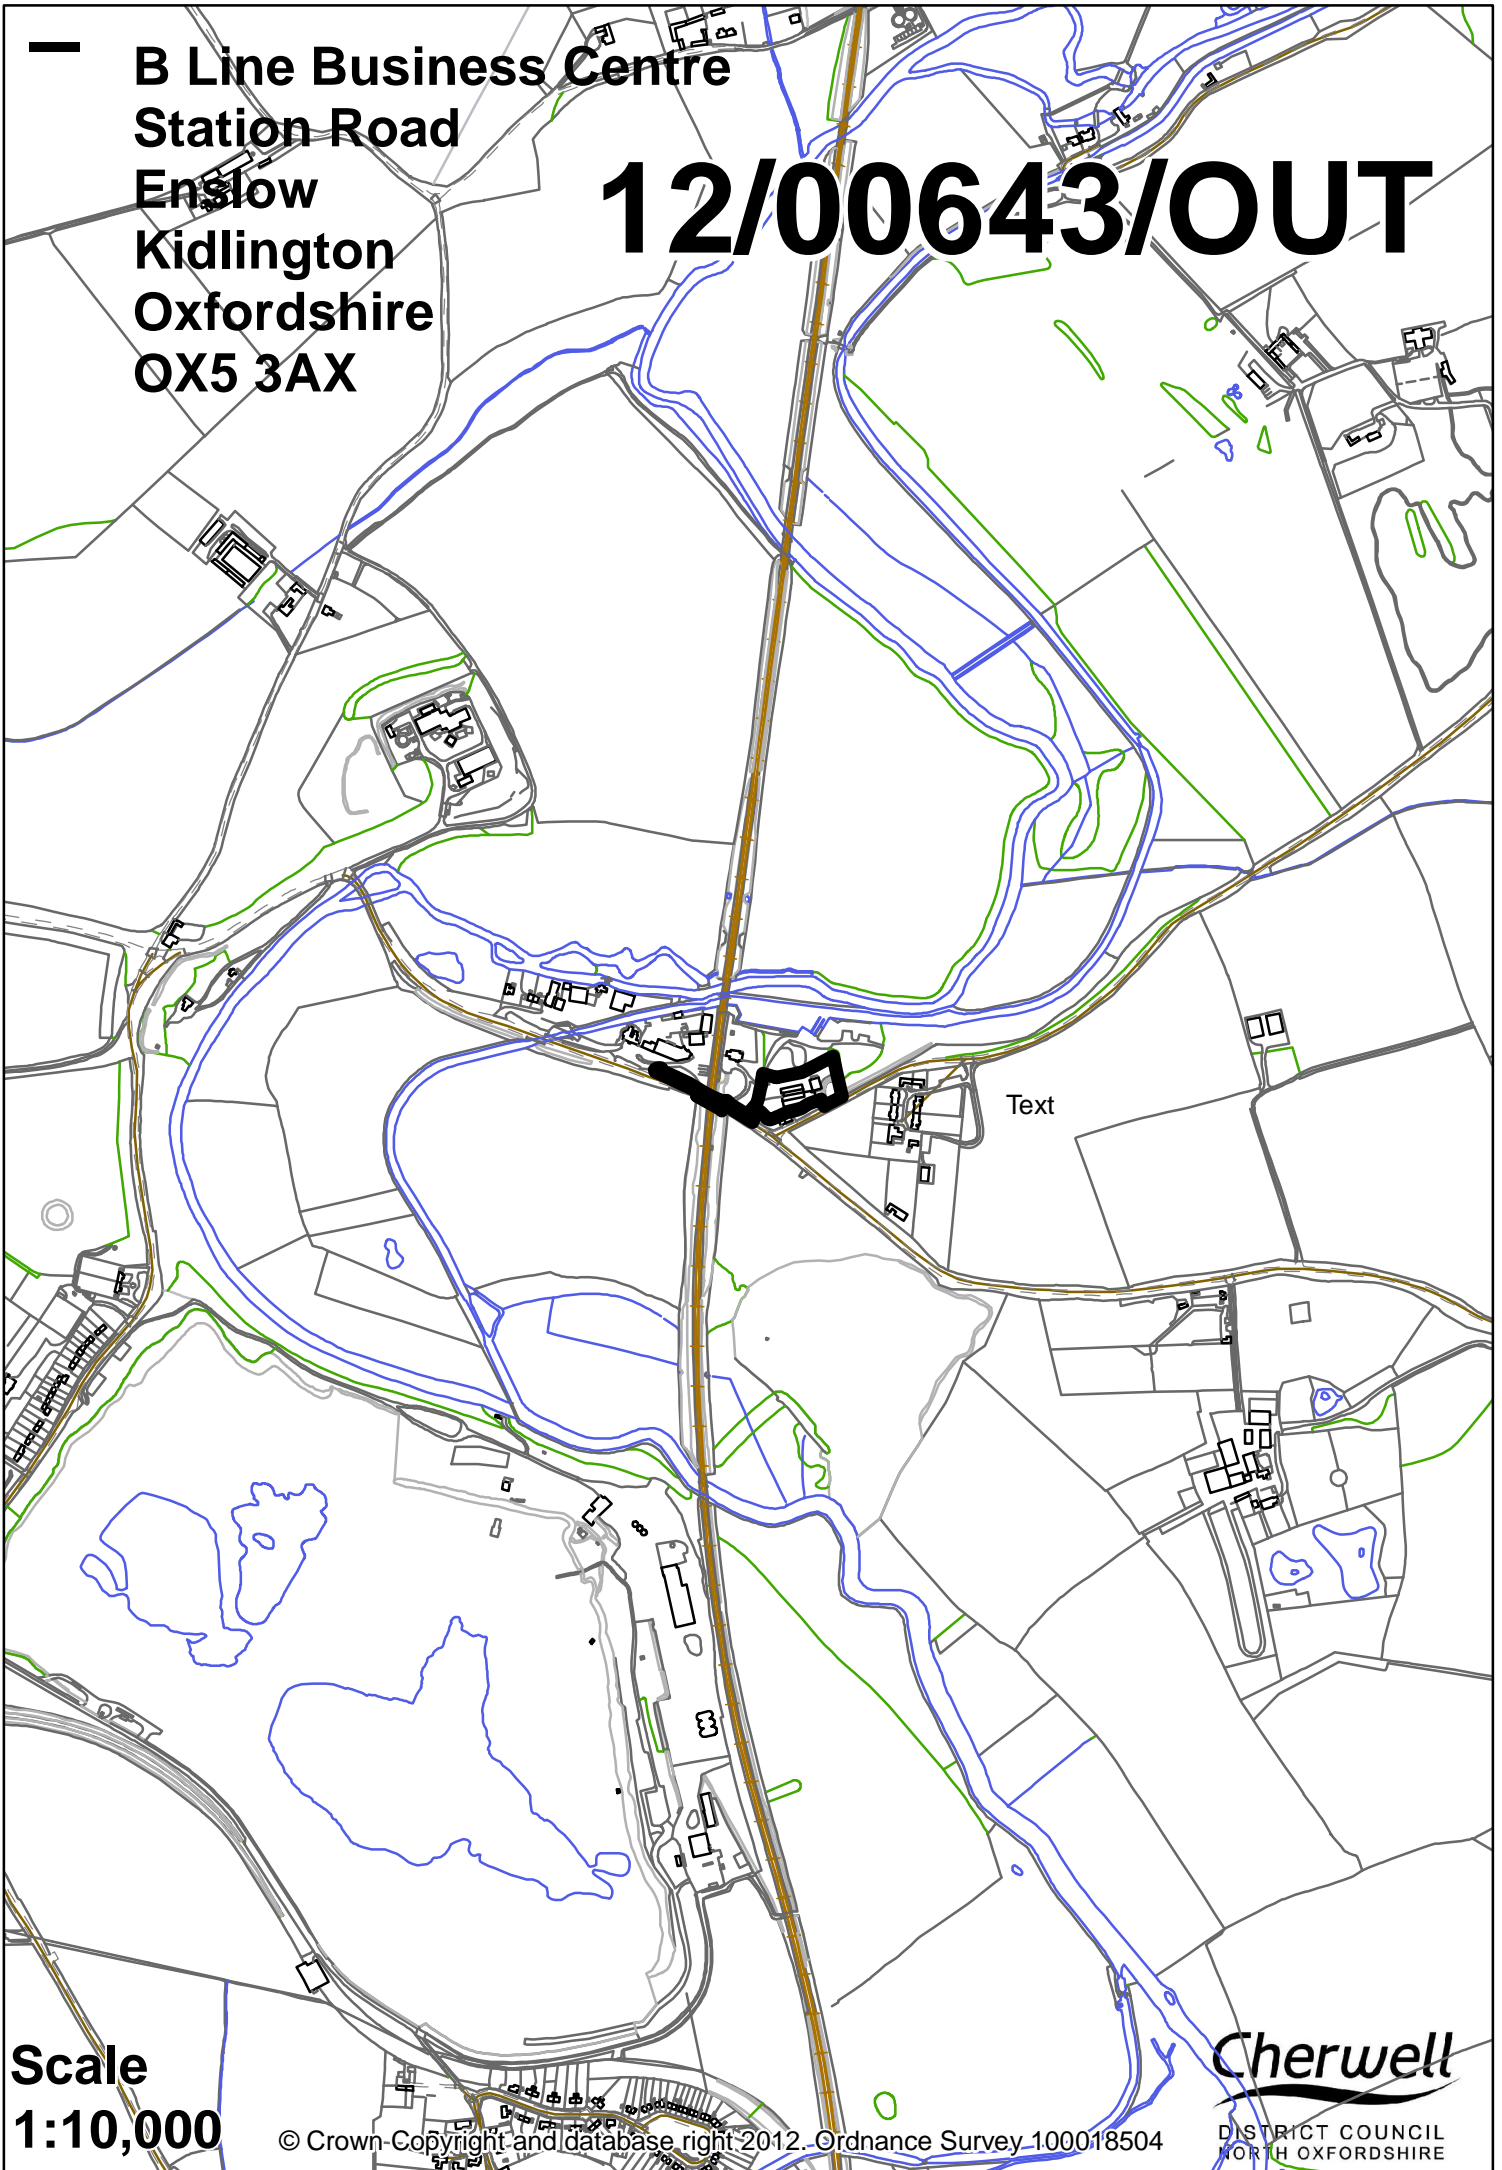 B Line Business Centre
Station Road
Enslow
Kidlington
Oxfordshire
OX5 3AX
12/00643/OUT
Text
Scale
1:10,000
© Crown Copyright and database right 2012. Ordnance Survey 100018504
Cherwell
DISTRICT COUNCIL
NORTH OXFORDSHIRE